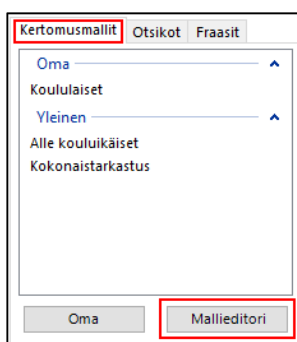 Kertomusmallit Otsikot Fraasit
Oma
Koululaiset
Yleinen
Alle kouluikäiset
Kokonaistarkastus
Oma Mallieditori